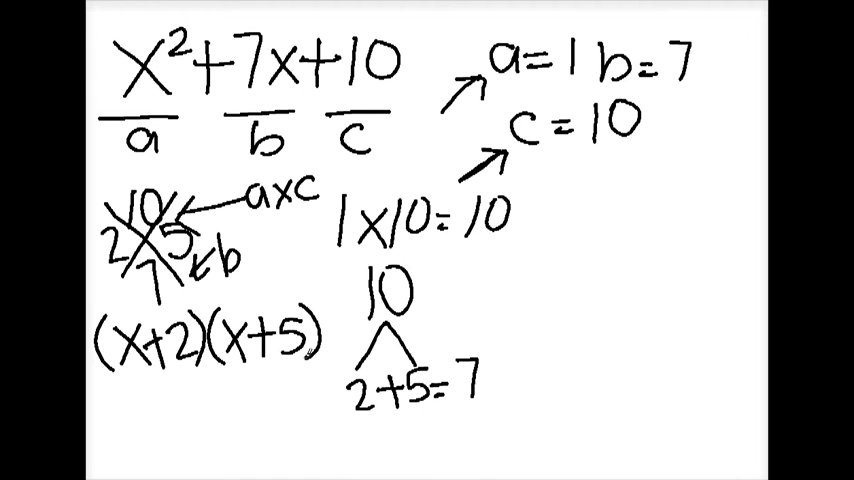 x²+7x+10
a b c
a=1 b=7
c=10
10 axc
2 5
7 b
1x10=10
10
2+5=7
(x+2)(x+5)